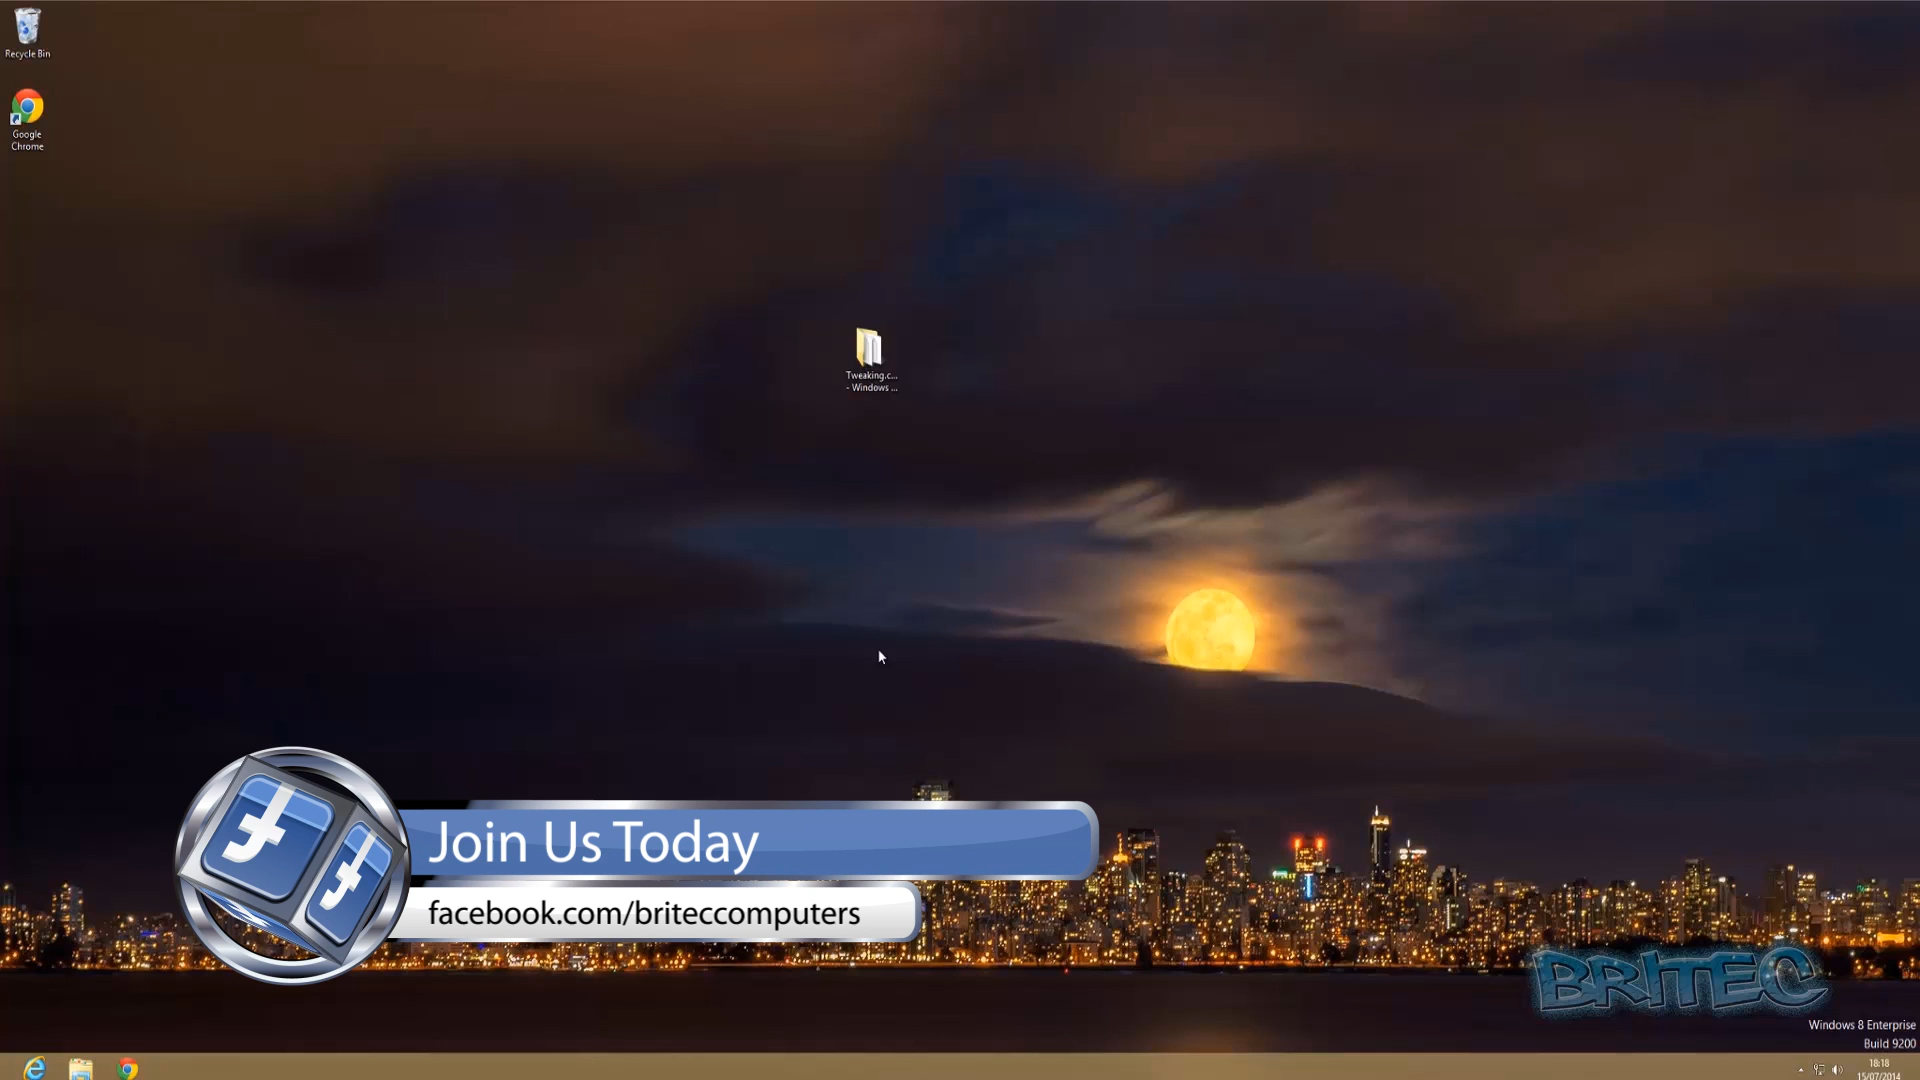 Recycle Bin
Google
Chrome
Tweaking.c...
- Windows ...
Join Us Today
facebook.com/briteccomputers
BRITEC
Windows 8 Enterprise
Build 9200
18:18
15/07/2014